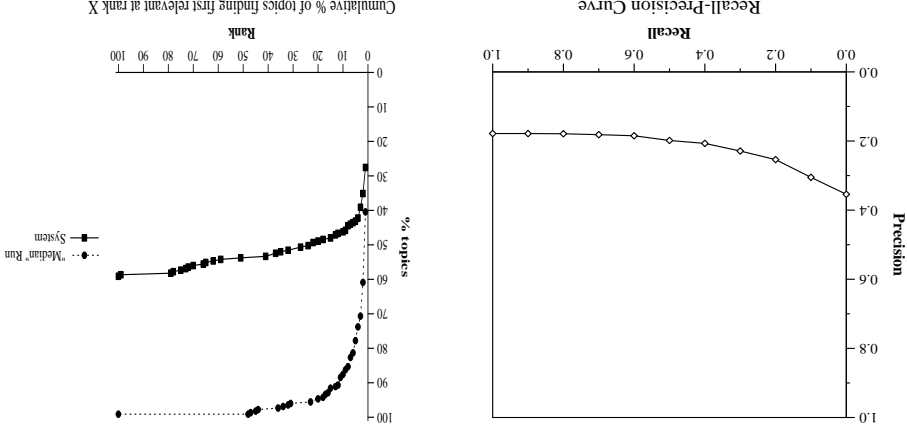 1.0
0.8
0.6
0.4
0.2
0.0
Precision
0.0 0.2 0.4 0.6 0.8 1.0
Recall
Recall-Precision Curve
100
90
80
70
60
50
40
30
20
10
0
% topics
"Median" Run
System
0 10 20 30 40 50 60 70 80 90 100
Rank
Cumulative % of topics finding first relevant at rank X